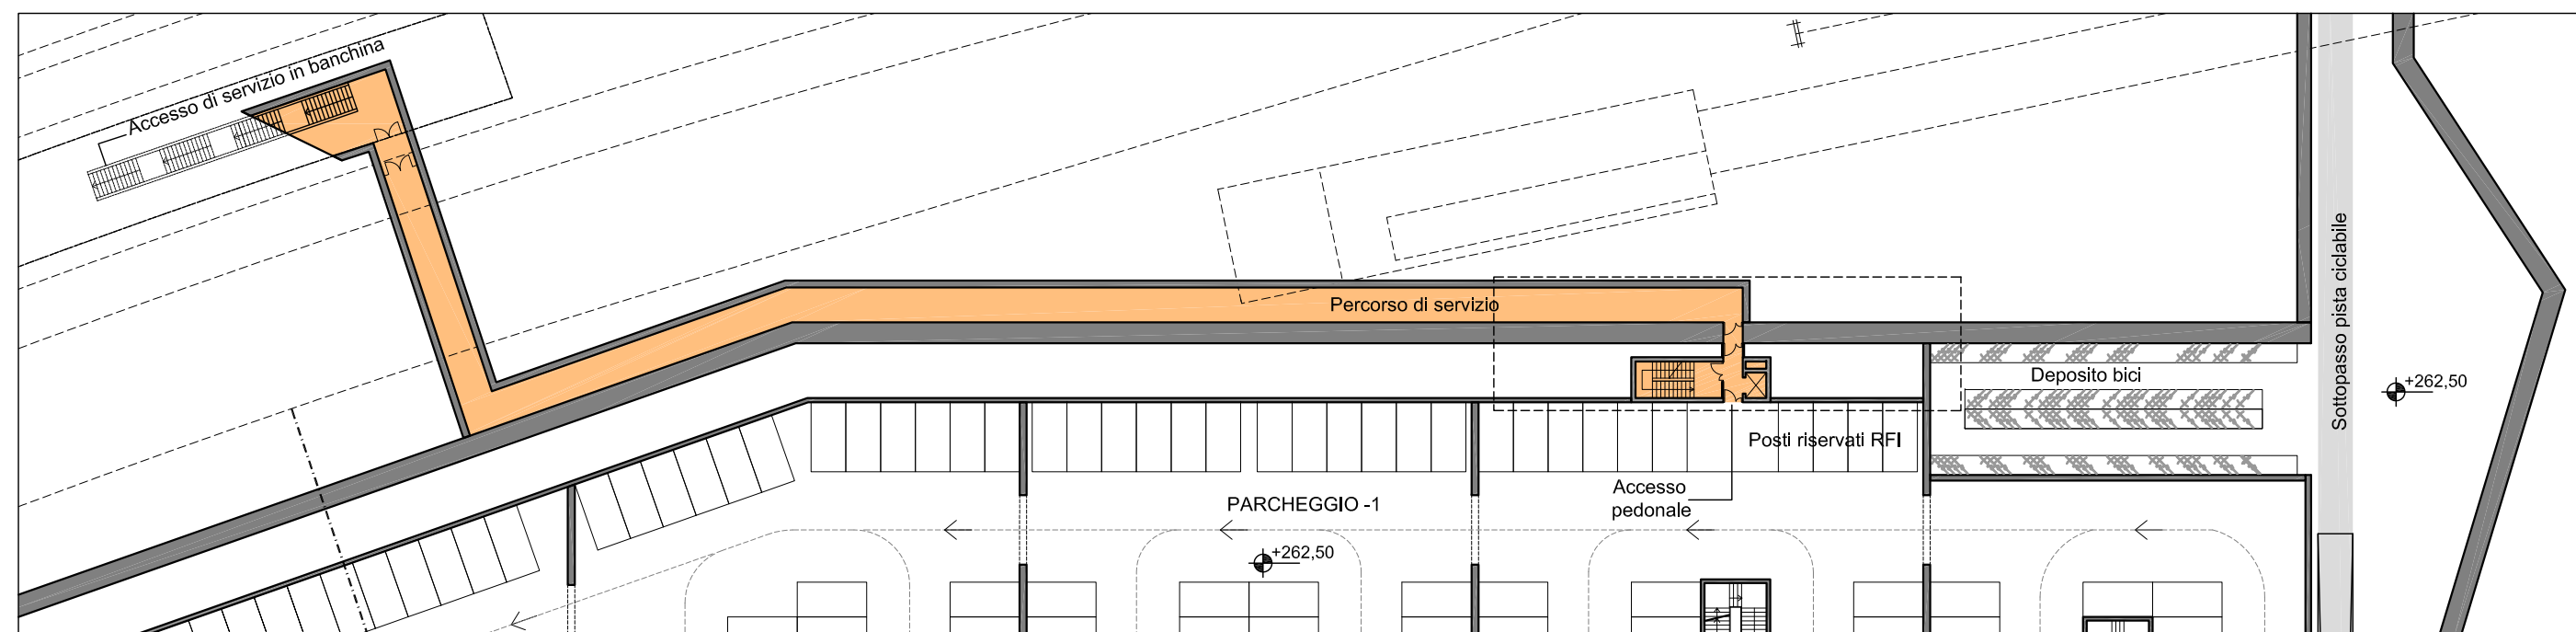 Accesso di servizio in banchina
Percorso di servizio
Sottopasso pista ciclabile
Deposito bici
+262,50
Posti riservati RFI
Accesso
pedonale
PARCHEGGIO -1
+262,50